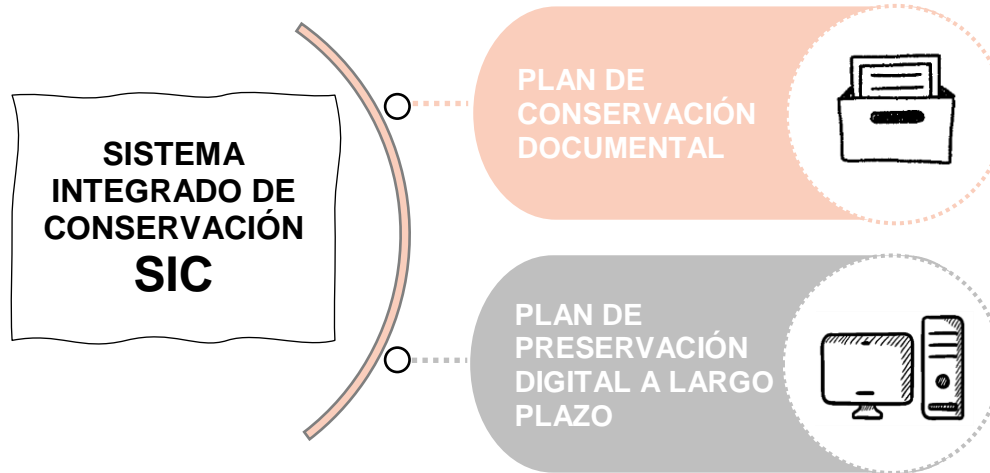 SISTEMA
INTEGRADO DE
CONSERVACIÓN
SIC
PLAN DE
CONSERVACIÓN
DOCUMENTAL
PLAN DE
PRESERVACIÓN
DIGITAL A LARGO
PLAZO